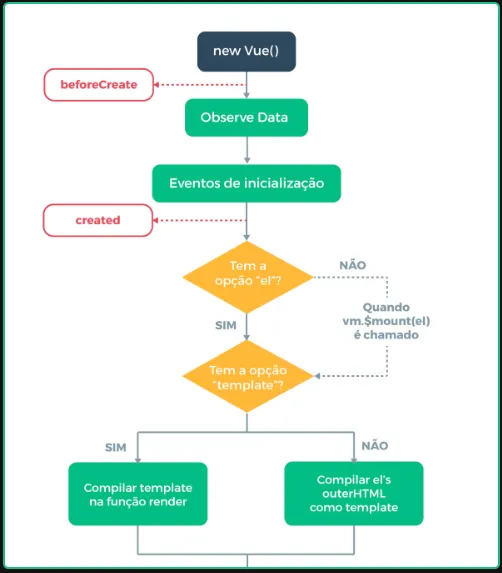 new Vue()
beforeCreate
Observe Data
Eventos de inicialização
created
Tem a
opção "el"?
NÃO
Quando
vm.$mount(el)
é chamado
SIM
Tem a opção
"template"?
SIM
NÃO
Compilar template
na função render
Compilar el's
outerHTML
como template